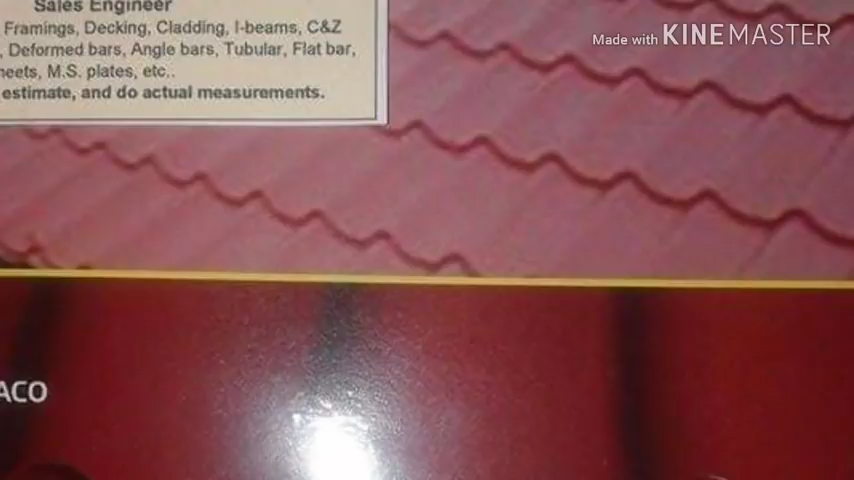 Sales Engineer
Framings, Decking, Cladding, I-beams, C&Z
, Deformed bars, Angle bars, Tubular, Flat bar,
heets, M.S. plates, etc..
estimate, and do actual measurements.
Made with KINEMASTER
ACO